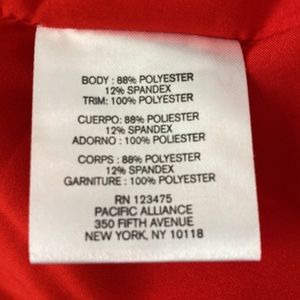 BODY : 88% POLYESTER
12% SPANDEX
TRIM: 100% POLYESTER
CUERPO: 88% POLIESTER
12% SPANDEX
ADORNO : 100% POLIESTER
CORPS : 88% POLYESTER
12% SPANDEX
GARNITURE : 100% POLYESTER
RN 123475
PACIFIC ALLIANCE
350 FIFTH AVENUE
NEW YORK, NY 10118